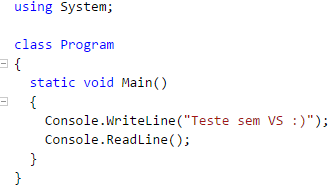 using System;

class Program
{
  static void Main()
  {
    Console.WriteLine("Teste sem VS :)");
    Console.ReadLine();
  }
}